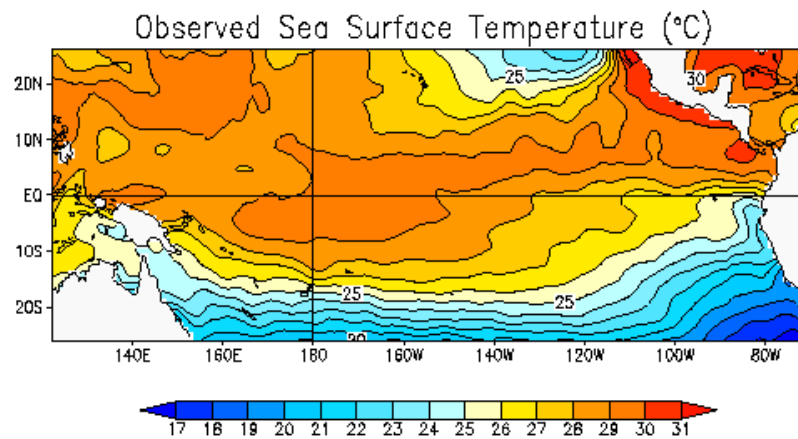 Observed Sea Surface Temperature (°C)
25
30
20N
10N
EQ
10S
20S
25
25
20
140E 160E 180 160W 140W 120W 100W 80W
17 18 19 20 22 23 24 25 26 27 28 29 30 31